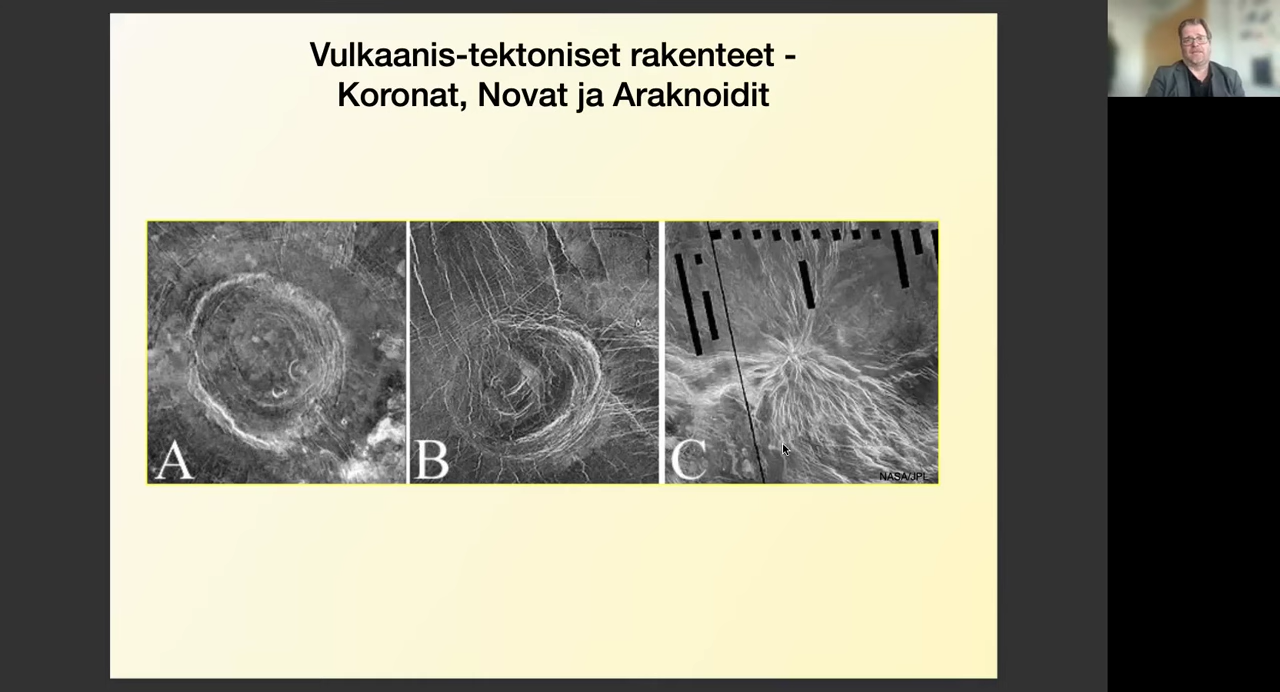 Vulkaanis-tektoniset rakenteet -
Koronat, Novat ja Araknoidit
A
B
C
NASA/JPL